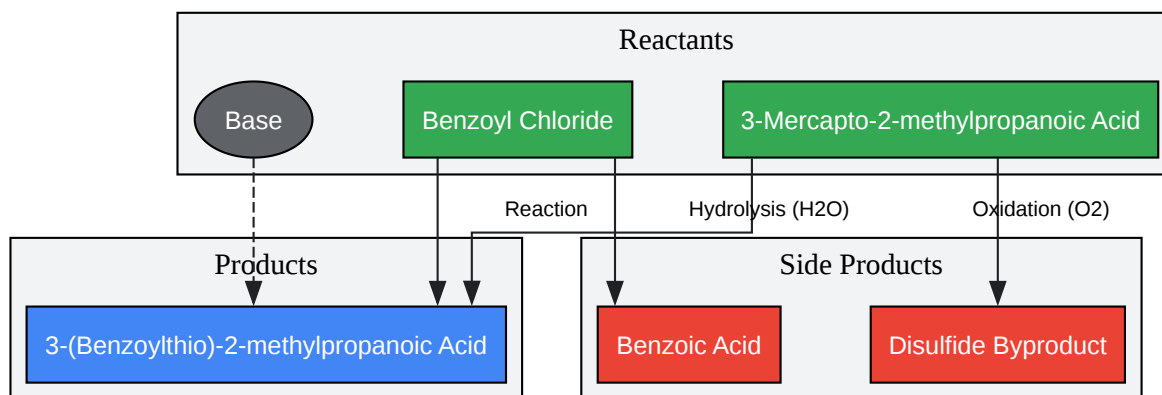 Reactants
Base
Benzoyl Chloride
3-Mercapto-2-methylpropanoic Acid
Reaction
Hydrolysis (H2O)
Oxidation (O2)
Products
Side Products
3-(Benzoylthio)-2-methylpropanoic Acid
Benzoic Acid
Disulfide Byproduct